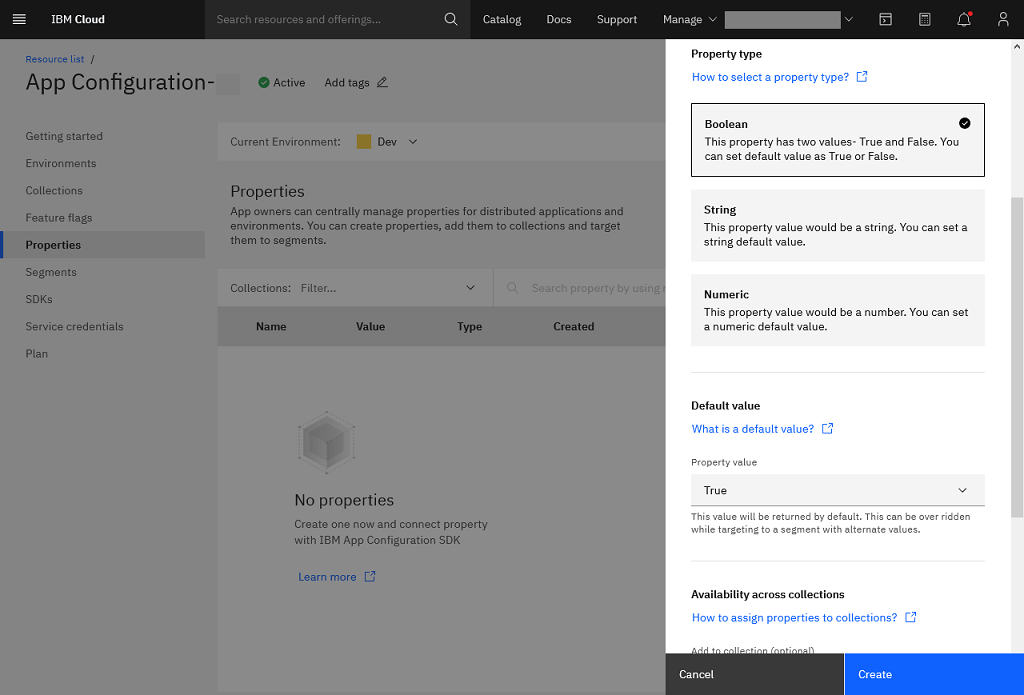 IBM Cloud
Search resources and offerings...
Catalog
Docs
Support
Manage
Resource list /
App Configuration-
Active
Add tags
Getting started
Environments
Collections
Feature flags
Properties
Segments
SDKs
Service credentials
Plan
Current Environment:
Dev
Properties
App owners can centrally manage properties for distributed applications and
environments. You can create properties, add them to collections and target
them to segments.
Collections: Filter...
Search property by using
Name
Value
Type
Created
No properties
Create one now and connect property
with IBM App Configuration SDK
Learn more
Property type
How to select a property type?
Boolean
This property has two values- True and False. You
can set default value as True or False.
String
This property value would be a string. You can set a
string default value.
Numeric
This property value would be a number. You can set
a numeric default value.
Default value
What is a default value?
Property value
True
This value will be returned by default. This can be over ridden
while targeting to a segment with alternate values.
Availability across collections
How to assign properties to collections?
Add to collection (optional)
Cancel
Create